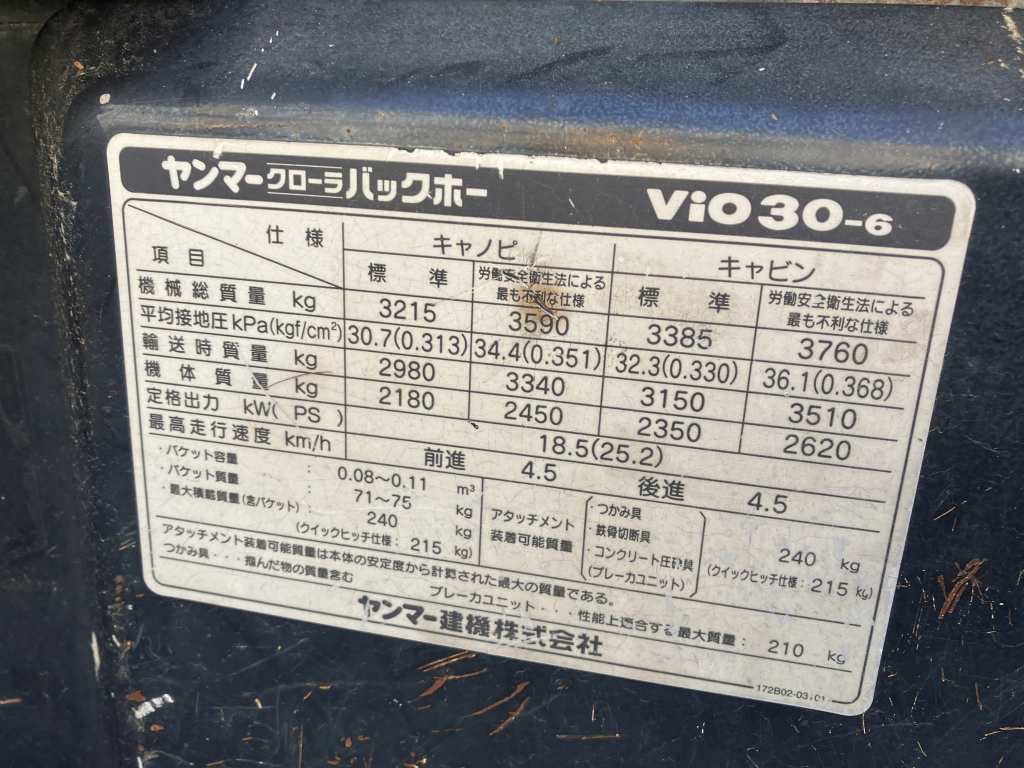 ヤンマークローラバックホー ViO30-6
仕様 キャノピ キャビン
項目 標準 労働安全衛生法による最も不利な仕様 標準 労働安全衛生法による最も不利な仕様
機械総質量 kg 3215 3590 3385 3760
平均接地圧 kPa(kgf/cm²) 30.7(0.313) 34.4(0.351) 32.3(0.330) 36.1(0.368)
輸送時質量 kg 2980 3340 3150 3510
機体質量 kg 2180 2450 2350 2620
定格出力 kW(PS) 18.5(25.2)
最高走行速度 km/h 前進 4.5 後進 4.5
・バケット容量 : 0.08～0.11 m³
・バケット質量 : 71～75 kg
・最大積載質量(含バケット) : 240 kg
(クイックヒッチ仕様 : 215 kg)
アタッチメント装着可能質量
・つかみ具
・鉄骨切断具
・コンクリート圧砕具
(ブレーカユニット)
240 kg
(クイックヒッチ仕様 : 215 kg)
アタッチメント装着可能質量は本体の安定度から計算された最大の質量である。
つかみ具・・・掴んだ物の質量含む
ブレーカユニット・・・性能上適合する最大質量 : 210 kg
ヤンマー建機株式会社
172B02-03101